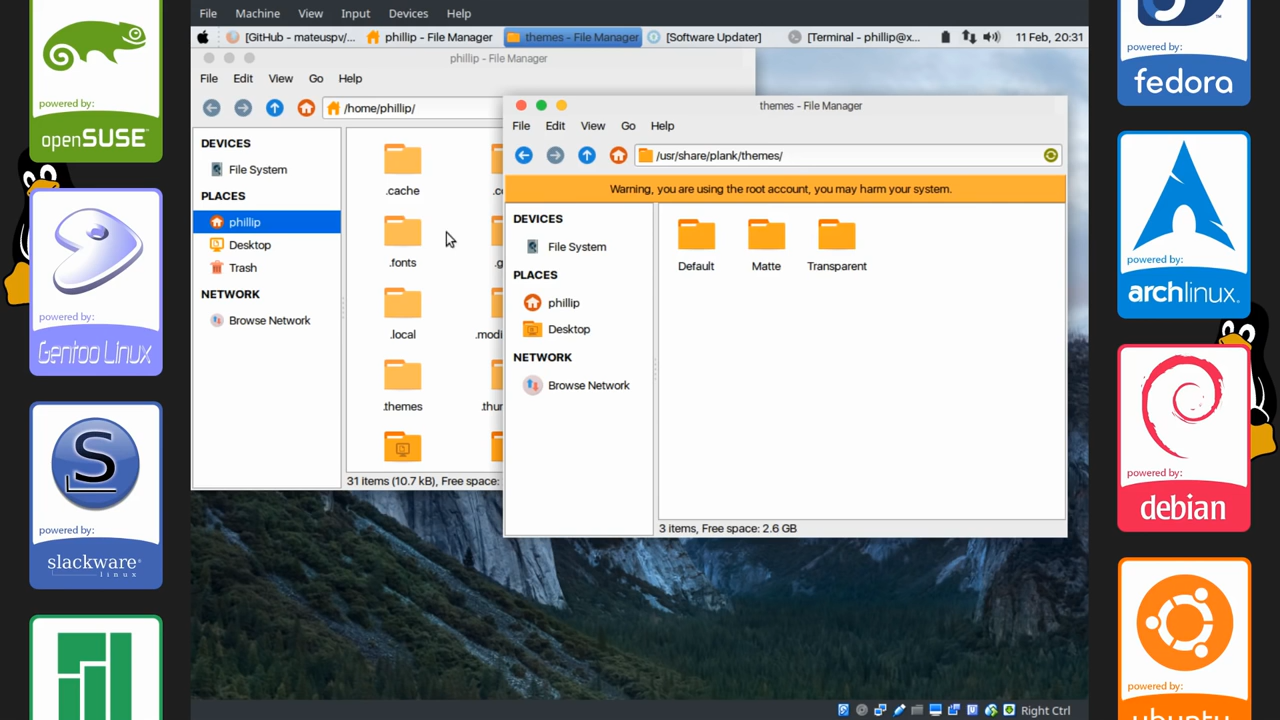 File Machine View Input Devices Help
[GitHub - mateuspv/... phillip - File Manager themes - File Manager [Software Updater] [Terminal - phillip@x... 11 Feb, 20:31
phillip - File Manager
File Edit View Go Help
/home/phillip/
DEVICES
File System
PLACES
phillip
Desktop
Trash
NETWORK
Browse Network
.cache
.fonts
.local
.themes
31 items (10.7 kB), Free space:
themes - File Manager
File Edit View Go Help
/usr/share/plank/themes/
Warning, you are using the root account, you may harm your system.
DEVICES
File System
PLACES
phillip
Desktop
NETWORK
Browse Network
Default Matte Transparent
3 items, Free space: 2.6 GB
Right Ctrl
powered by:
openSUSE
powered by:
Gentoo Linux
powered by:
slackware
linux
powered by:
fedora
powered by:
archlinux
powered by:
debian
powered by:
ubuntu